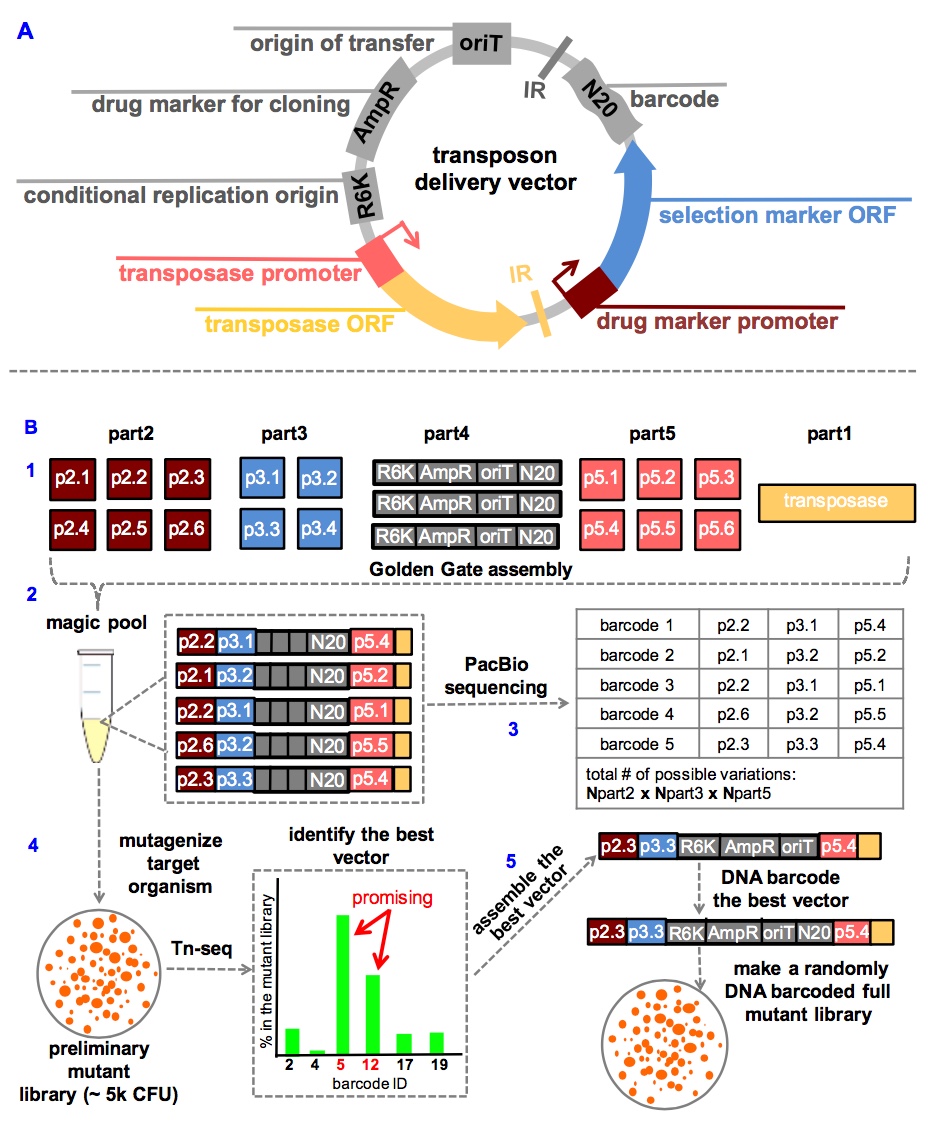 A
origin of transfer
oriT
IR
drug marker for cloning
AmpR
N20
barcode
transposon
delivery vector
conditional replication origin
R6K
selection marker ORF
transposase promoter
IR
transposase ORF
drug marker promoter
B
part2
part3
part4
part5
part1
1
p2.1 p2.2 p2.3
p3.1 p3.2
R6K AmpR oriT N20
p5.1 p5.2 p5.3
transposase
R6K AmpR oriT N20
p2.4 p2.5 p2.6
p3.3 p3.4
R6K AmpR oriT N20
p5.4 p5.5 p5.6
Golden Gate assembly
2
magic pool
p2.2 p3.1 N20 p5.4
p2.1 p3.2 N20 p5.2
p2.2 p3.1 N20 p5.1
p2.6 p3.2 N20 p5.5
p2.3 p3.3 N20 p5.4
PacBio
sequencing
3
barcode 1 p2.2 p3.1 p5.4
barcode 2 p2.1 p3.2 p5.2
barcode 3 p2.2 p3.1 p5.1
barcode 4 p2.6 p3.2 p5.5
barcode 5 p2.3 p3.3 p5.4
total # of possible variations:
Npart2 x Npart3 x Npart5
4
mutagenize
target
organism
preliminary
mutant
library (~ 5k CFU)
Tn-seq
identify the best
vector
promising
% in the mutant library
2 4 5 12 17 19
barcode ID
5
assemble the
best vector
p2.3 p3.3 R6K AmpR oriT p5.4
DNA barcode
the best vector
p2.3 p3.3 R6K AmpR oriT N20 p5.4
make a randomly
DNA barcoded full
mutant library